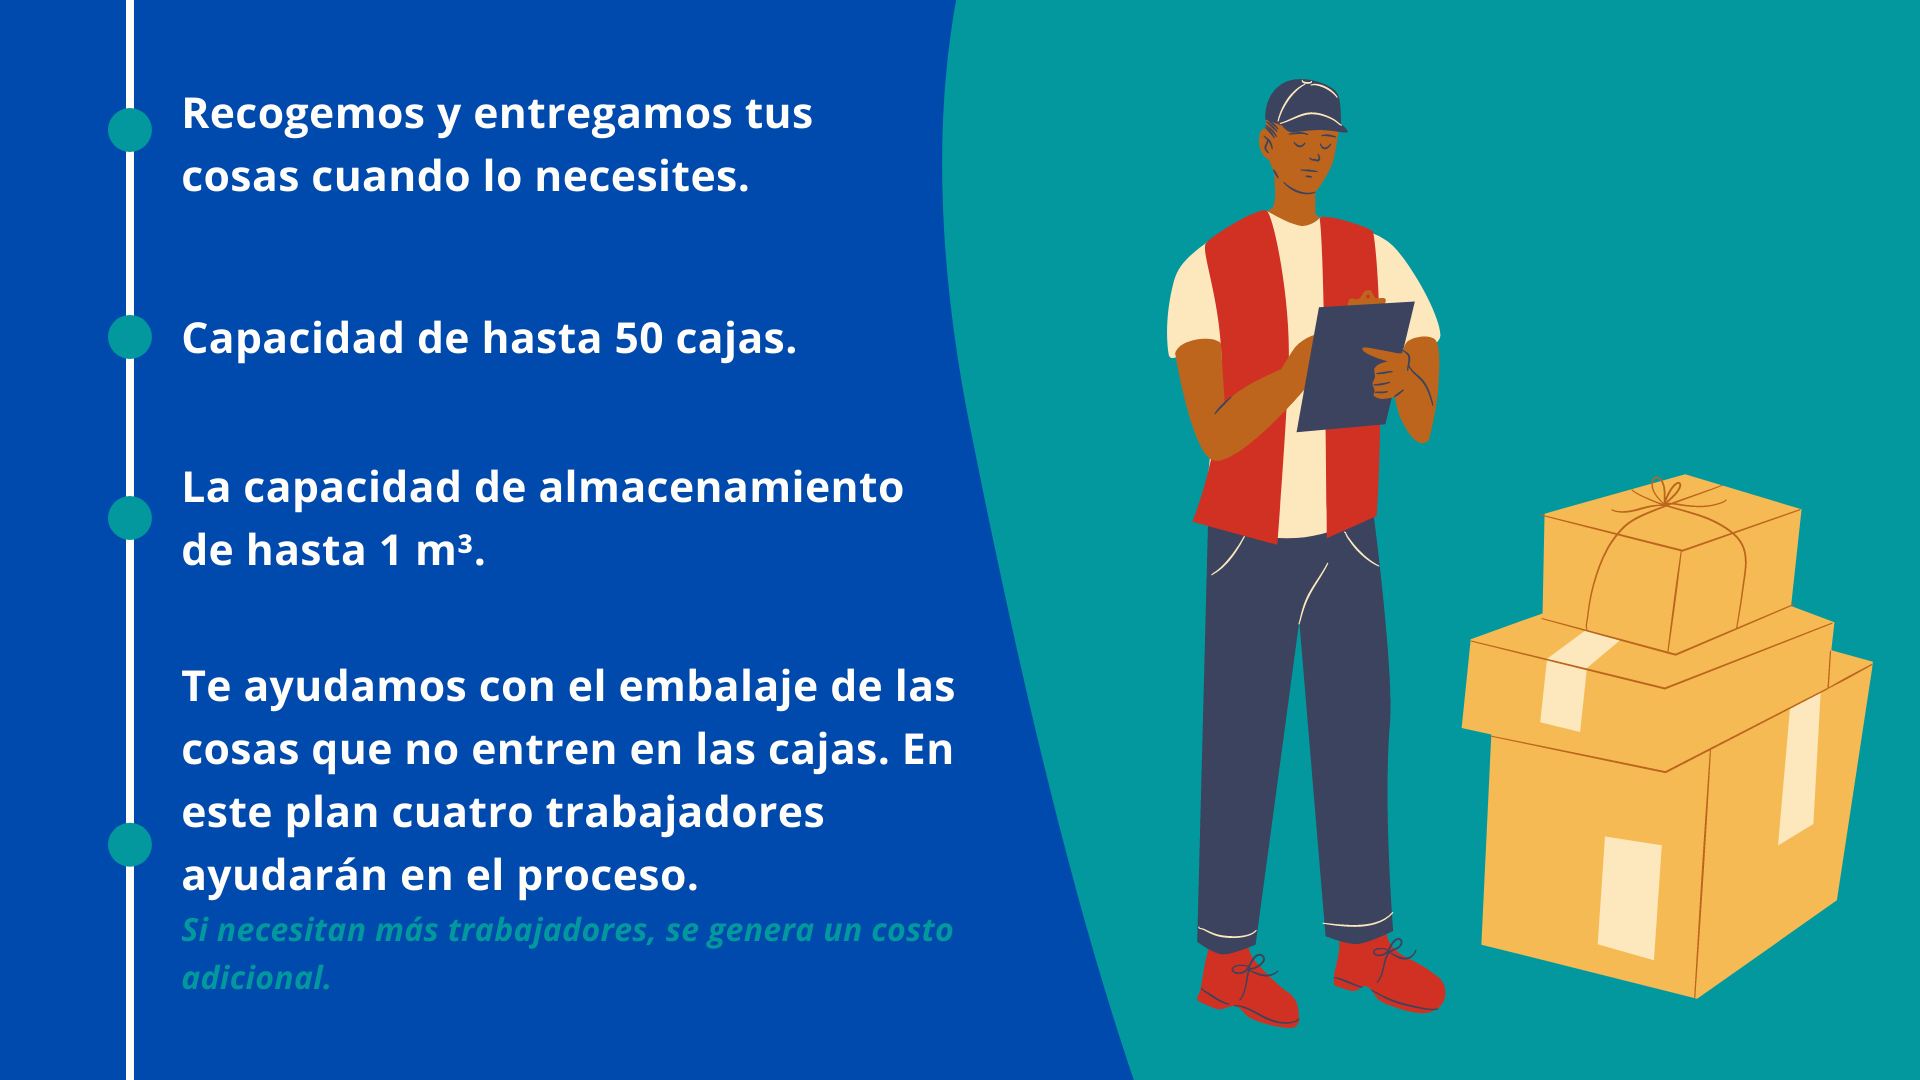 Recogemos y entregamos tus
cosas cuando lo necesites.
Capacidad de hasta 50 cajas.
La capacidad de almacenamiento
de hasta 1 m³.
Te ayudamos con el embalaje de las
cosas que no entren en las cajas. En
este plan cuatro trabajadores
ayudarán en el proceso.
Si necesitan más trabajadores, se genera un costo
adicional.